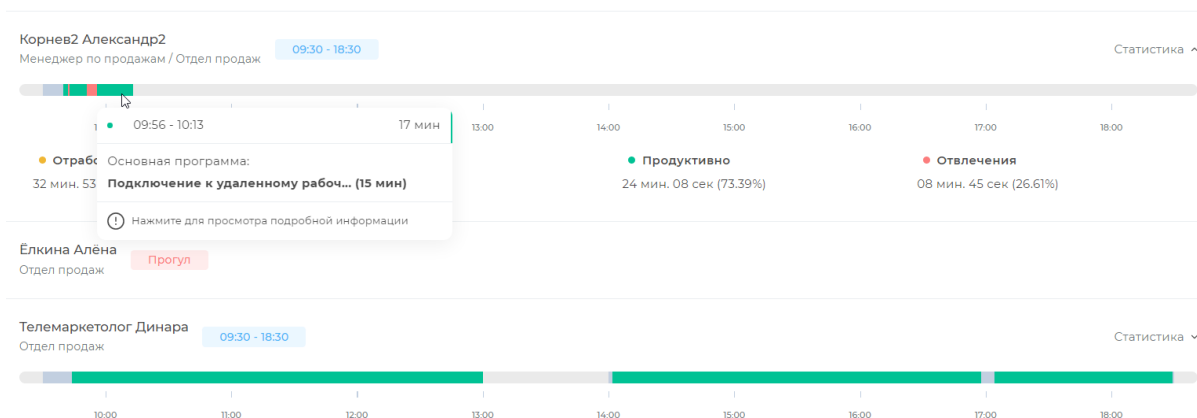 Корнев2 Александр2
09:30 - 18:30
Статистика
Менеджер по продажам / Отдел продаж
09:56 - 10:13 17 мин
13:00 14:00 15:00 16:00 17:00 18:00
Основная программа:
Подключение к удаленному рабоч... (15 мин)
Продуктивно
Отвлечения
32 мин. 53
24 мин. 08 сек (73.39%)
08 мин. 45 сек (26.61%)
Нажмите для просмотра подробной информации
Ёлкина Алёна
Прогул
Отдел продаж
Телемаркетолог Динара
09:30 - 18:30
Статистика
Отдел продаж
10:00 11:00 12:00 13:00 14:00 15:00 16:00 17:00 18:00